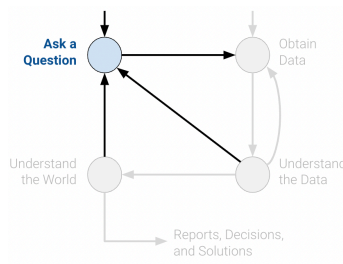 Ask a
Question
Obtain
Data
Understand
the World
Understand
the Data
Reports, Decisions,
and Solutions